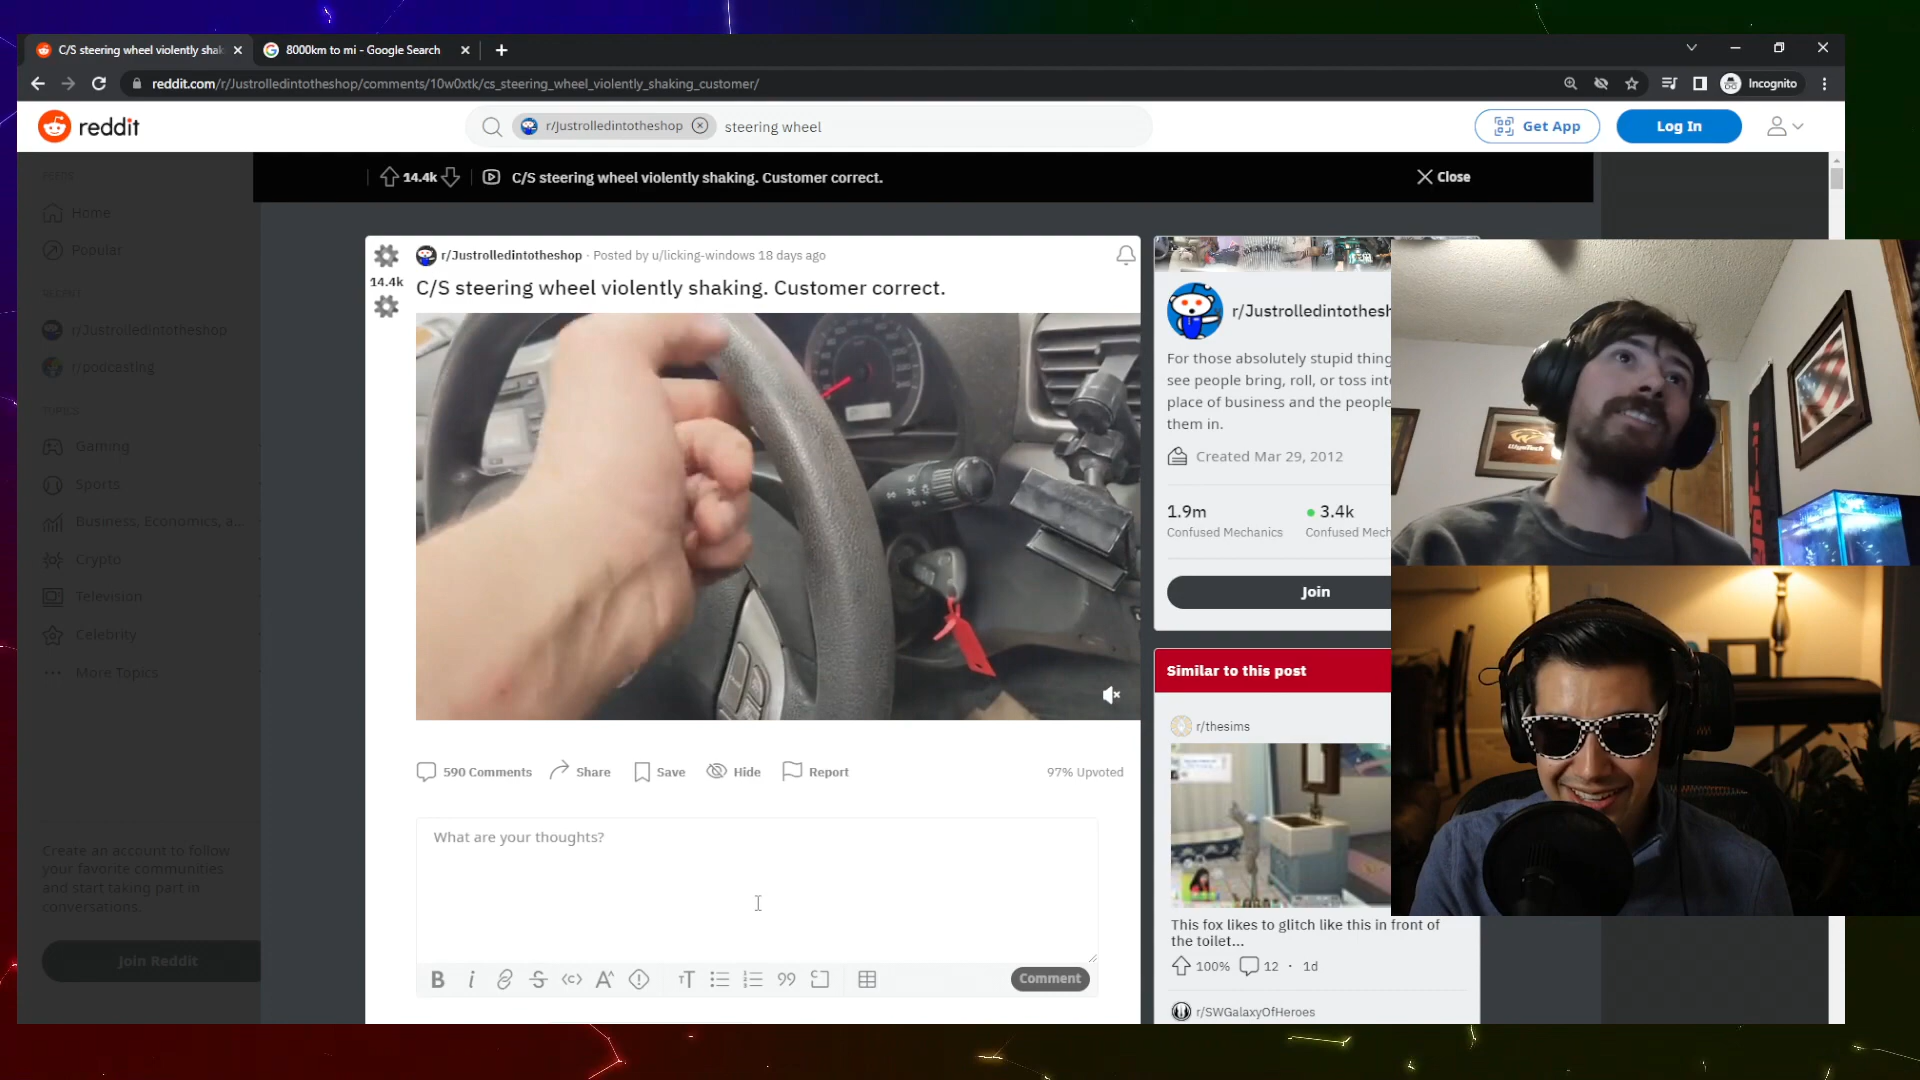 C/S steering wheel violently shak
8000km to mi - Google Search
reddit.com/r/Justrolledintotheshop/comments/10w0xtk/cs_steering_wheel_violently_shaking_customer/
Incognito
reddit
r/Justrolledintotheshop
steering wheel
Get App
Log In
14.4k
C/S steering wheel violently shaking. Customer correct.
Close
FEEDS
Home
Popular
RECENT
r/Justrolledintotheshop
r/podcasting
TOPICS
Gaming
Sports
Business, Economics, a...
Crypto
Television
Celebrity
More Topics
Create an account to follow
your favorite communities
and start taking part in
conversations.
Join Reddit
r/Justrolledintotheshop · Posted by u/licking-windows 18 days ago
14.4k
C/S steering wheel violently shaking. Customer correct.
590 Comments
Share
Save
Hide
Report
97% Upvoted
What are your thoughts?
Comment
r/Justrolledintothesh
For those absolutely stupid thing
see people bring, roll, or toss int
place of business and the people
them in.
Created Mar 29, 2012
1.9m
3.4k
Confused Mechanics
Confused Mech
Join
Similar to this post
r/thesims
This fox likes to glitch like this in front of
the toilet...
100%
12 · 1d
r/SWGalaxyOfHeroes